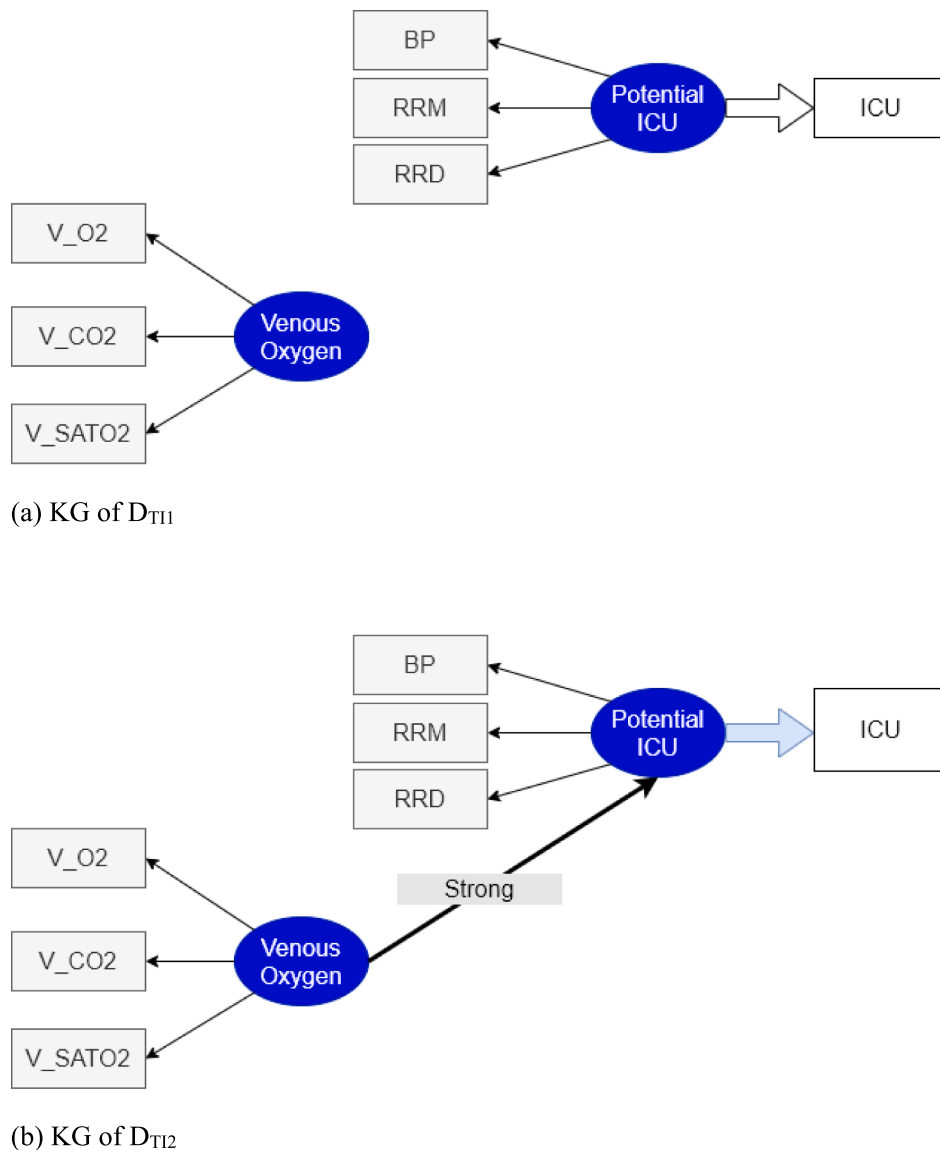 BP
RRM
RRD
Potential
ICU
ICU
V_O2
V_CO2
V_SATO2
Venous
Oxygen
(a) KG of DTI1
BP
RRM
RRD
Potential
ICU
ICU
Strong
V_O2
V_CO2
V_SATO2
Venous
Oxygen
(b) KG of DTI2